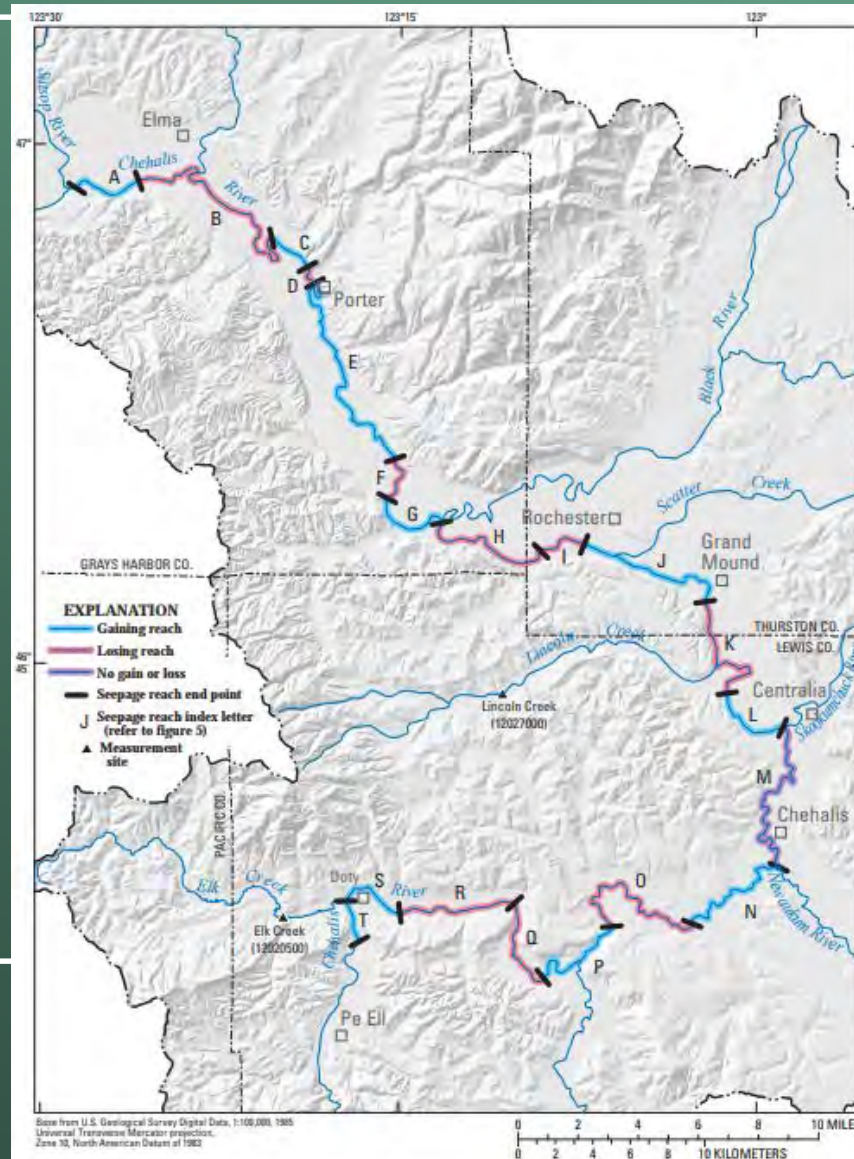 123°30'
123°15'
123°
Satsop River
Elma
47°
Chehalis
A
River
B
C
D
Porter
E
River
Black
F
G
Scatter Creek
Rochester
H
I
J
Grand
Mound
GRAYS HARBOR CO.
THURSTON CO.
LEWIS CO.
EXPLANATION
Gaining reach
Losing reach
No gain or loss
Seepage reach end point
J Seepage reach index letter
(refer to figure 5)
Measurement
site
46°
45'
Lincoln Creek
K
Lincoln Creek
(12027000)
Centralia
L
Skookumchuck River
M
Chehalis
PACIFIC CO.
Elk Creek
Doty
S
River
R
O
N
Newaukum River
T
Elk Creek
(12020500)
Chehalis
Q
P
Pe Ell
Base from U.S. Geological Survey Digital Data, 1:100,000, 1985
Universal Transverse Mercator projection,
Zone 10, North American Datum of 1983
0 2 4 6 8 10 MILE
0 2 4 6 8 10 KILOMETERS